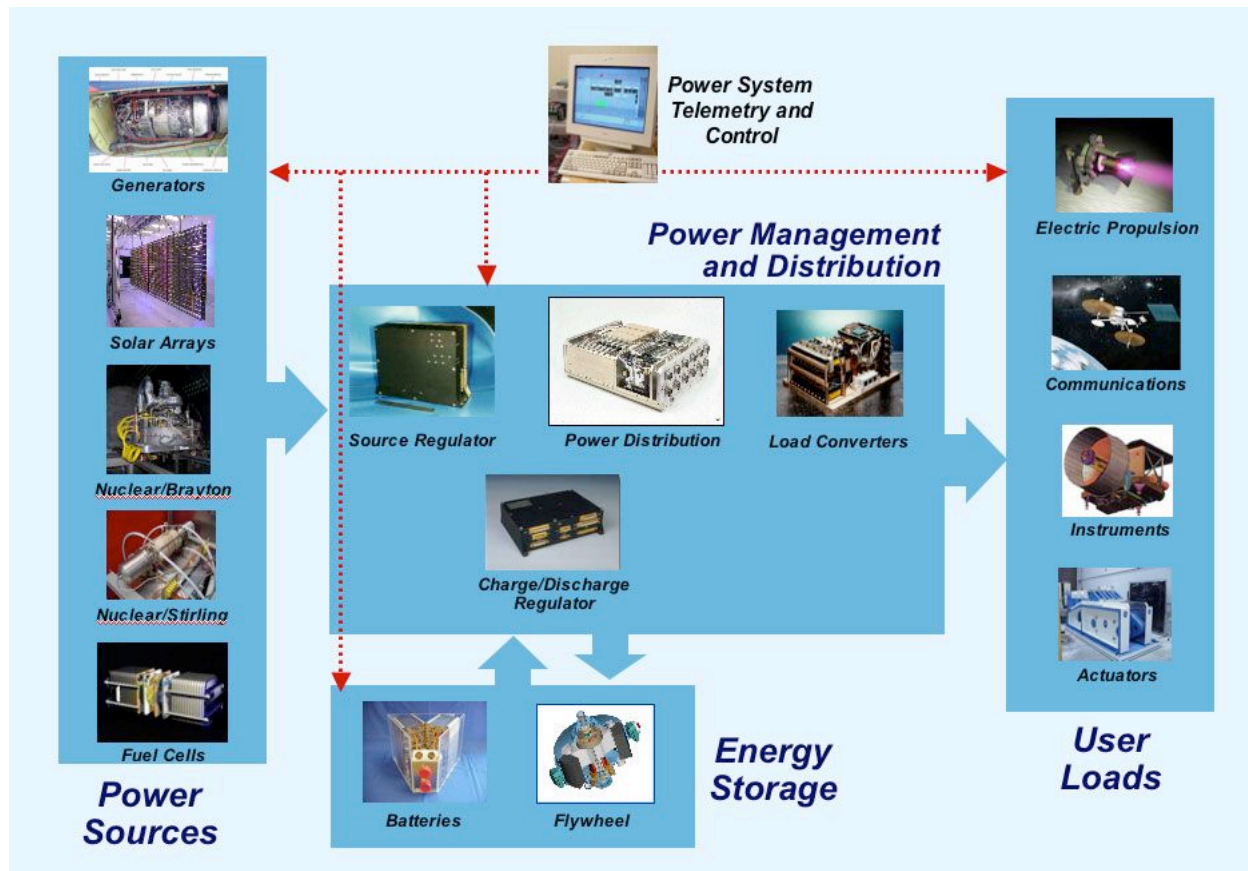 Power System
Telemetry and
Control
Generators
Solar Arrays
Nuclear/Brayton
Nuclear/Stirling
Fuel Cells
Power
Sources
Power Management
and Distribution
Source Regulator
Power Distribution
Load Converters
Charge/Discharge
Regulator
Batteries
Flywheel
Energy
Storage
Electric Propulsion
Communications
Instruments
Actuators
User
Loads